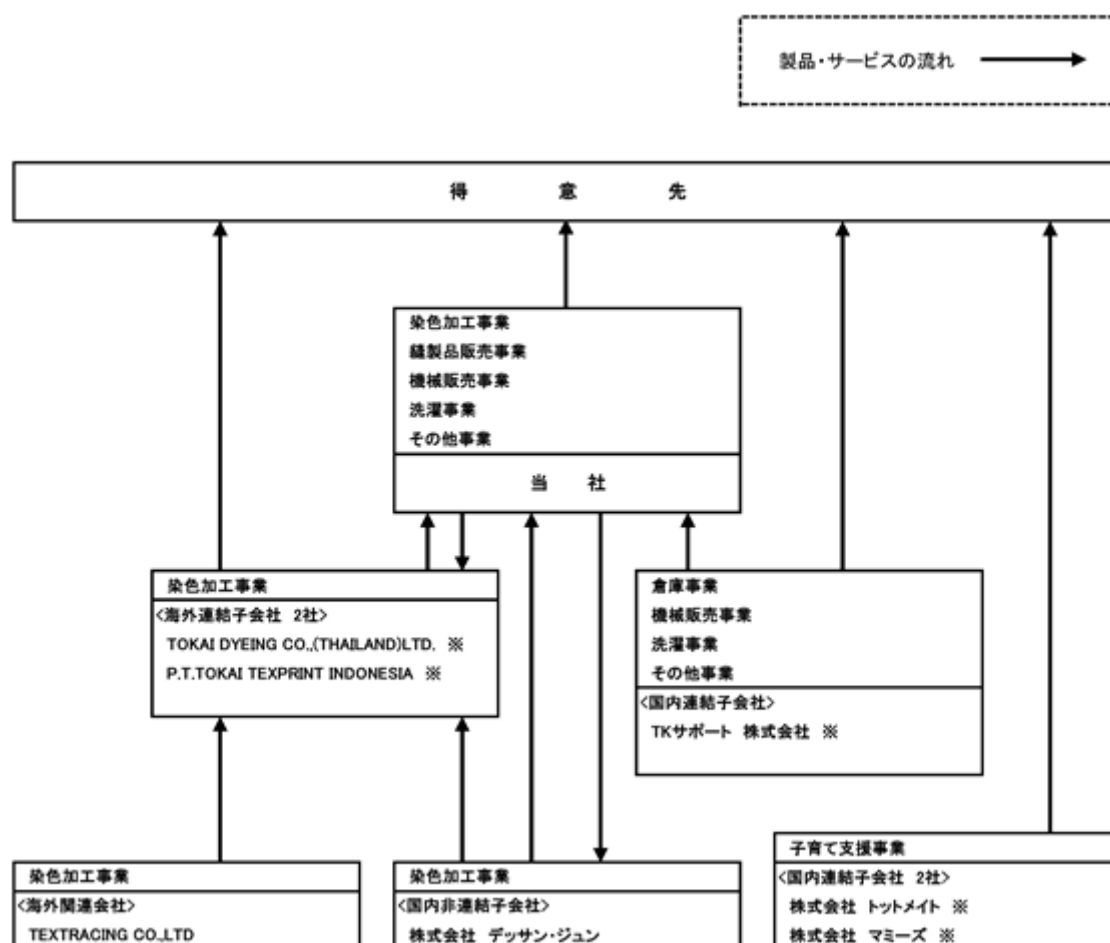 製品・サービスの流れ
得意先
染色加工事業
縫製品販売事業
機械販売事業
洗濯事業
その他事業
当社
染色加工事業
<海外連結子会社 2社>
TOKAI DYEING CO.,(THAILAND)LTD. ※
P.T.TOKAI TEXPRINT INDONESIA ※
倉庫事業
機械販売事業
洗濯事業
その他事業
<国内連結子会社>
TKサポート 株式会社 ※
染色加工事業
<海外関連会社>
TEXTRACING CO.,LTD
染色加工事業
<国内非連結子会社>
株式会社 デッサン・ジュン
子育て支援事業
<国内連結子会社 2社>
株式会社 トットメイト ※
株式会社 マミーズ ※